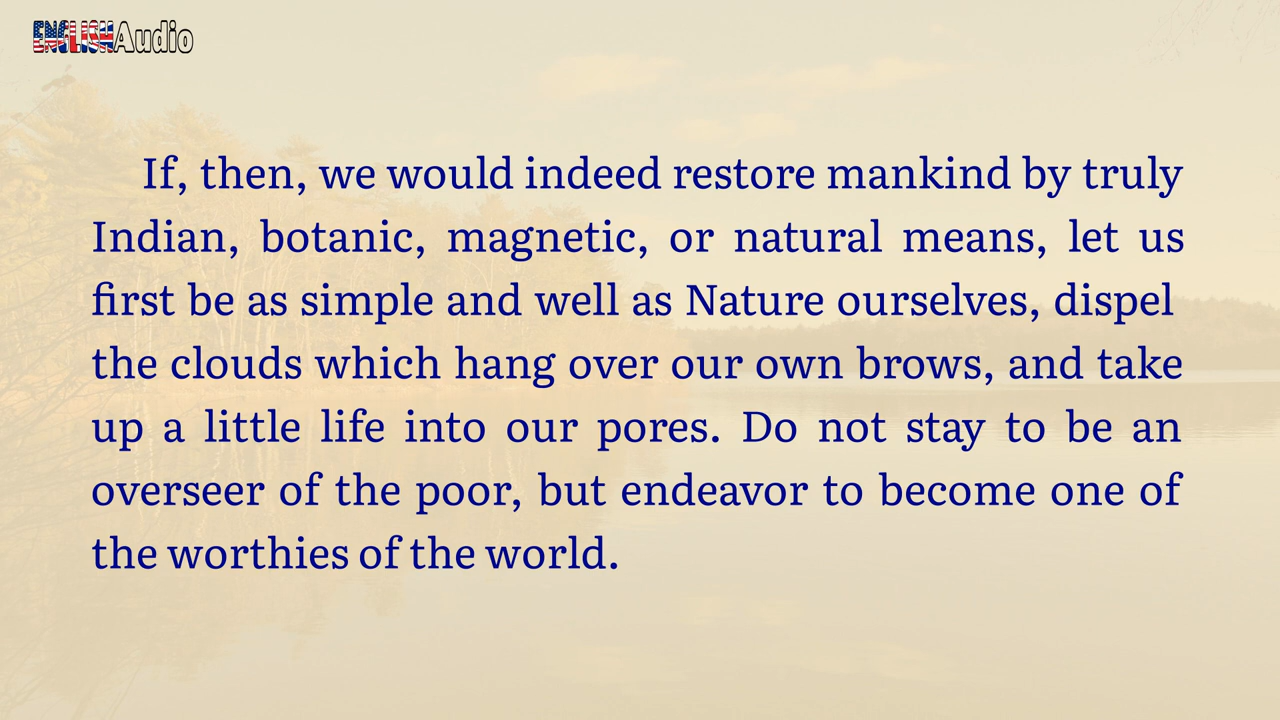 ENGLISHAudio
If, then, we would indeed restore mankind by truly
Indian, botanic, magnetic, or natural means, let us
first be as simple and well as Nature ourselves, dispel
the clouds which hang over our own brows, and take
up a little life into our pores. Do not stay to be an
overseer of the poor, but endeavor to become one of
the worthies of the world.